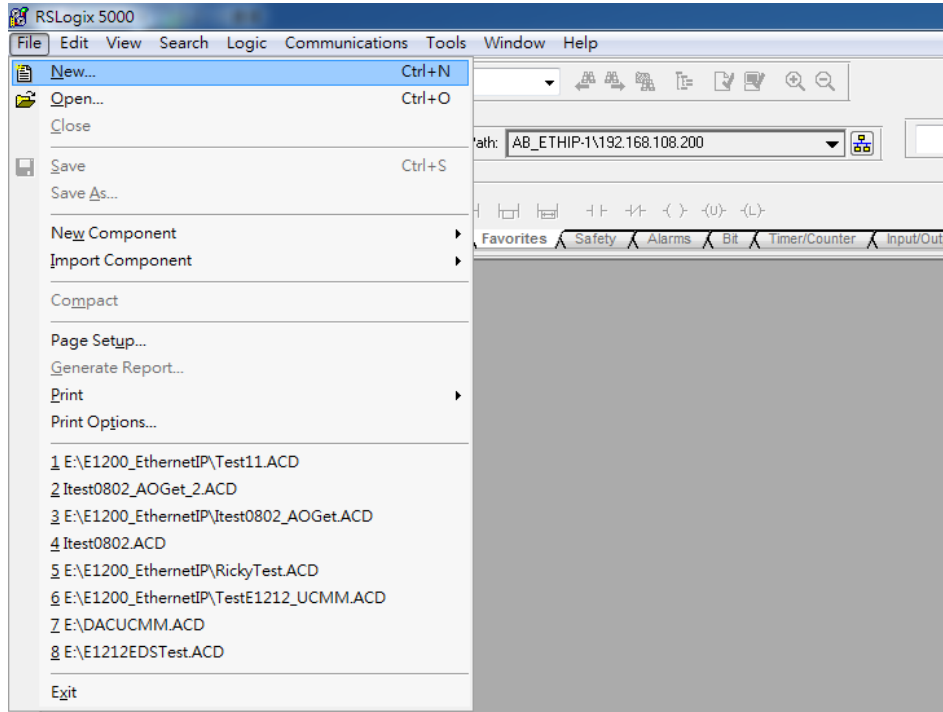 RSLogix 5000
File Edit View Search Logic Communications Tools Window Help
New... Ctrl+N
Open... Ctrl+O
Close
Path: AB_ETHIP-1\192.168.108.200
Save Ctrl+S
Save As...
New Component
Favorites Safety Alarms Bit Timer/Counter Input/Out
Import Component
Compact
Page Setup...
Generate Report...
Print
Print Options...
1 E:\E1200_EthernetIP\Test11.ACD
2 Itest0802_AOGet_2.ACD
3 E:\E1200_EthernetIP\Itest0802_AOGet.ACD
4 Itest0802.ACD
5 E:\E1200_EthernetIP\RickyTest.ACD
6 E:\E1200_EthernetIP\TestE1212_UCMM.ACD
7 E:\DACUCMM.ACD
8 E:\E1212EDSTest.ACD
Exit